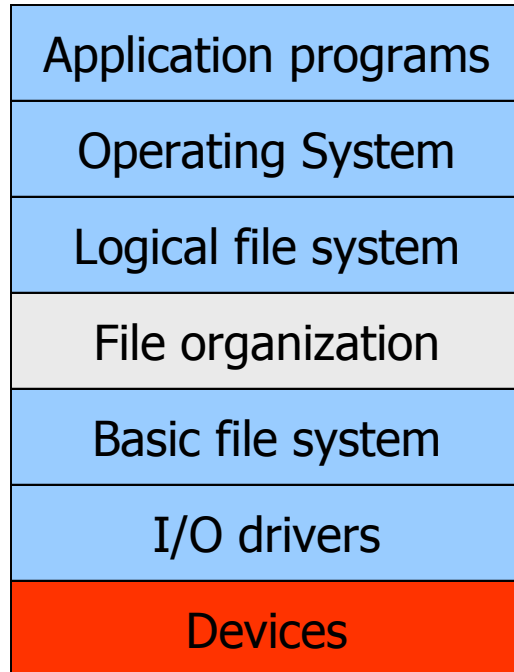 Application programs
Operating System
Logical file system
File organization
Basic file system
I/O drivers
Devices